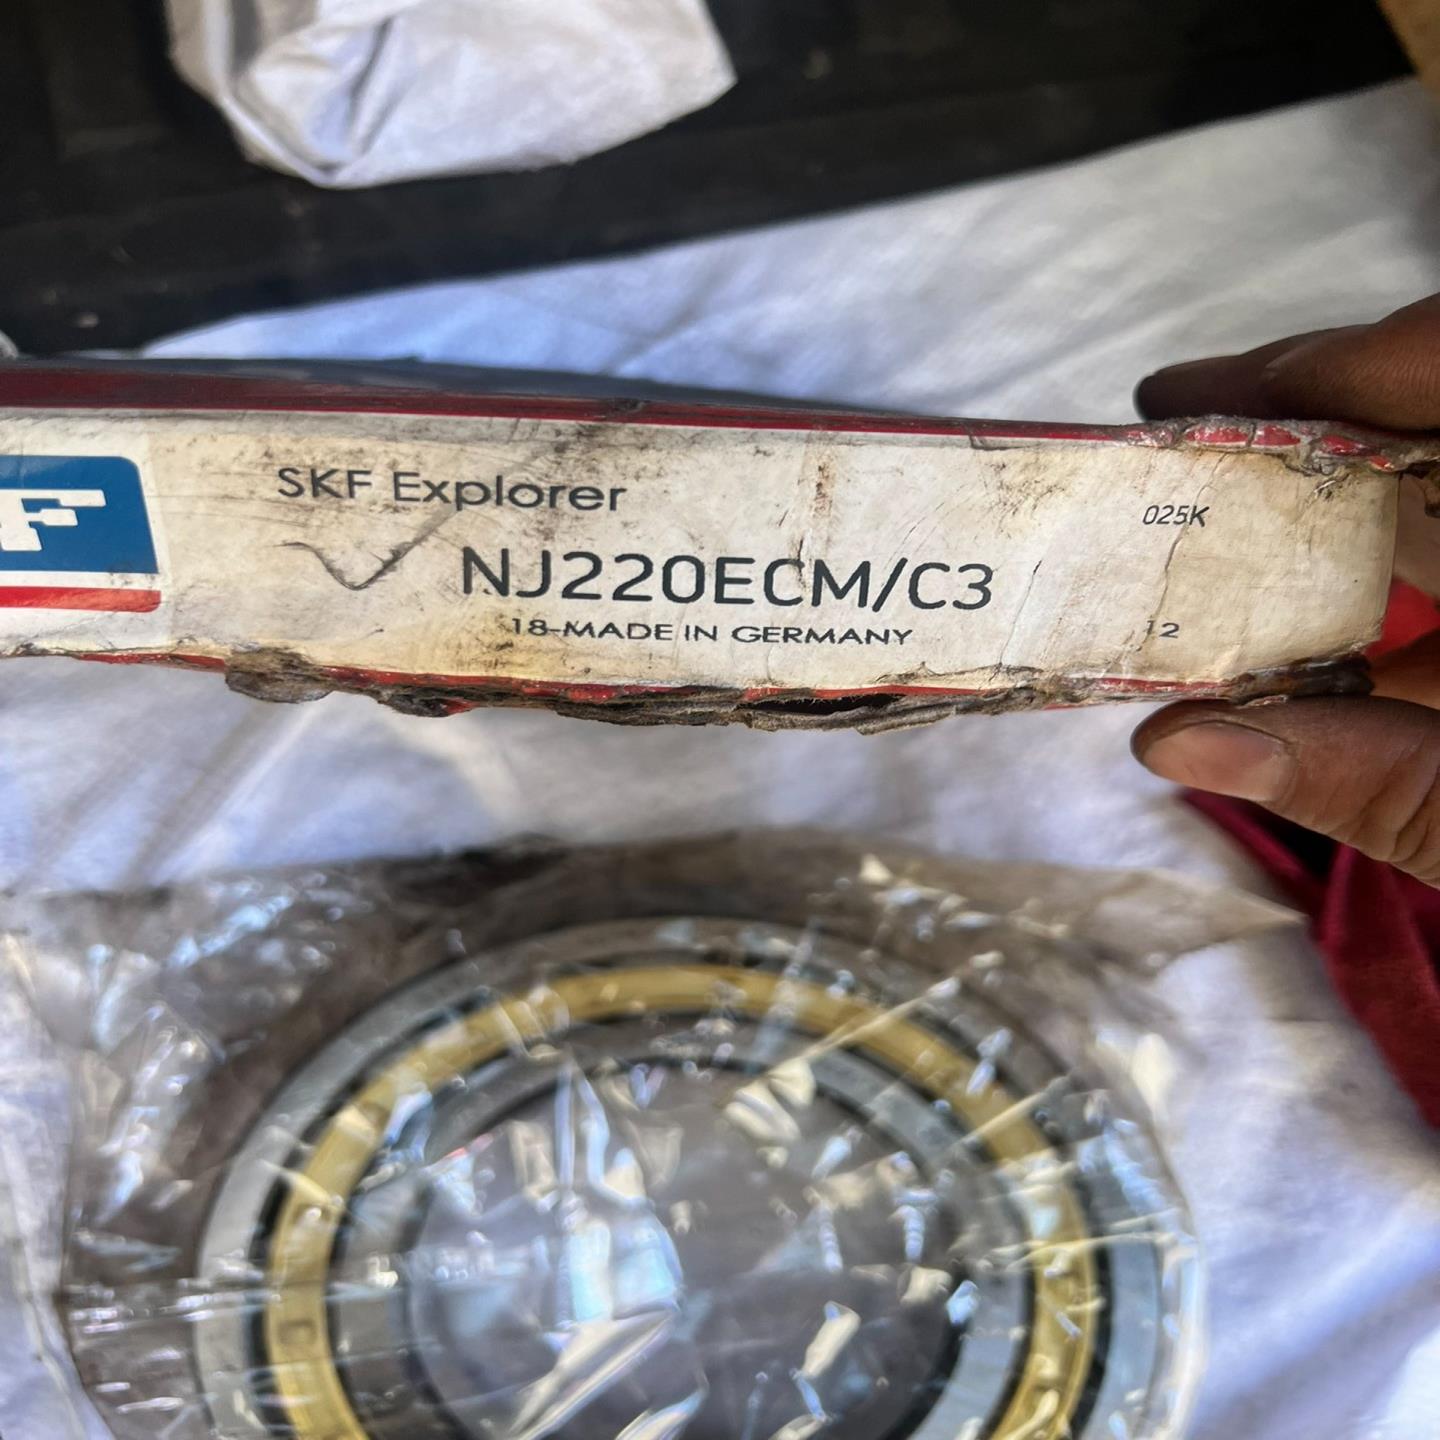 F
SKF Explorer
025K
NJ220ECM/C3
18-MADE IN GERMANY
12